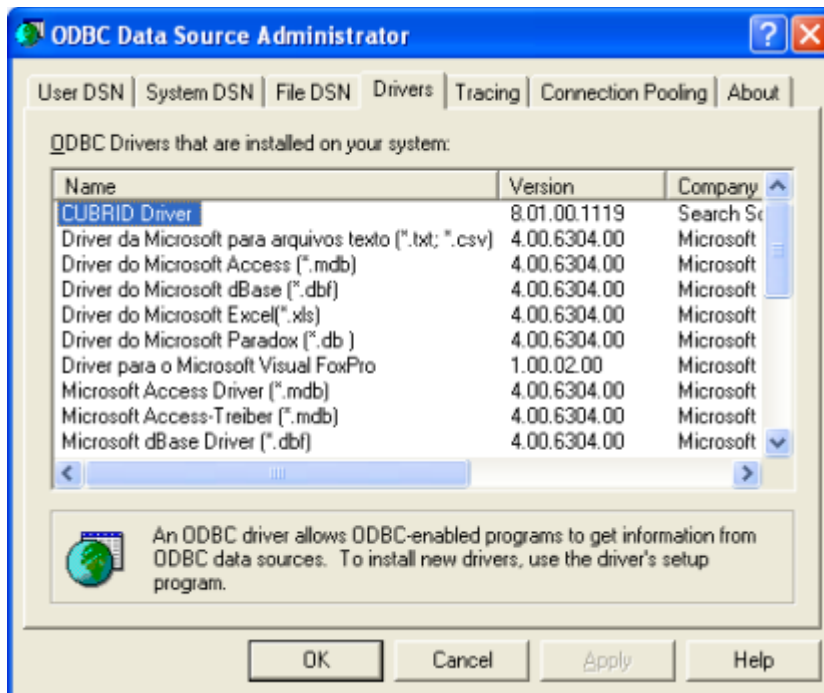 ODBC Data Source Administrator
User DSN System DSN File DSN Drivers Tracing Connection Pooling About
ODBC Drivers that are installed on your system:
Name Version Company
CUBRID Driver 8.01.00.1119 Search Sc
Driver da Microsoft para arquivos texto (*.txt; *.csv) 4.00.6304.00 Microsoft
Driver do Microsoft Access (*.mdb) 4.00.6304.00 Microsoft
Driver do Microsoft dBase (*.dbf) 4.00.6304.00 Microsoft
Driver do Microsoft Excel(*.xls) 4.00.6304.00 Microsoft
Driver do Microsoft Paradox (*.db ) 4.00.6304.00 Microsoft
Driver para o Microsoft Visual FoxPro 1.00.02.00 Microsoft
Microsoft Access Driver (*.mdb) 4.00.6304.00 Microsoft
Microsoft Access-Treiber (*.mdb) 4.00.6304.00 Microsoft
Microsoft dBase Driver (*.dbf) 4.00.6304.00 Microsoft
An ODBC driver allows ODBC-enabled programs to get information from
ODBC data sources. To install new drivers, use the driver's setup
program.
OK Cancel Apply Help